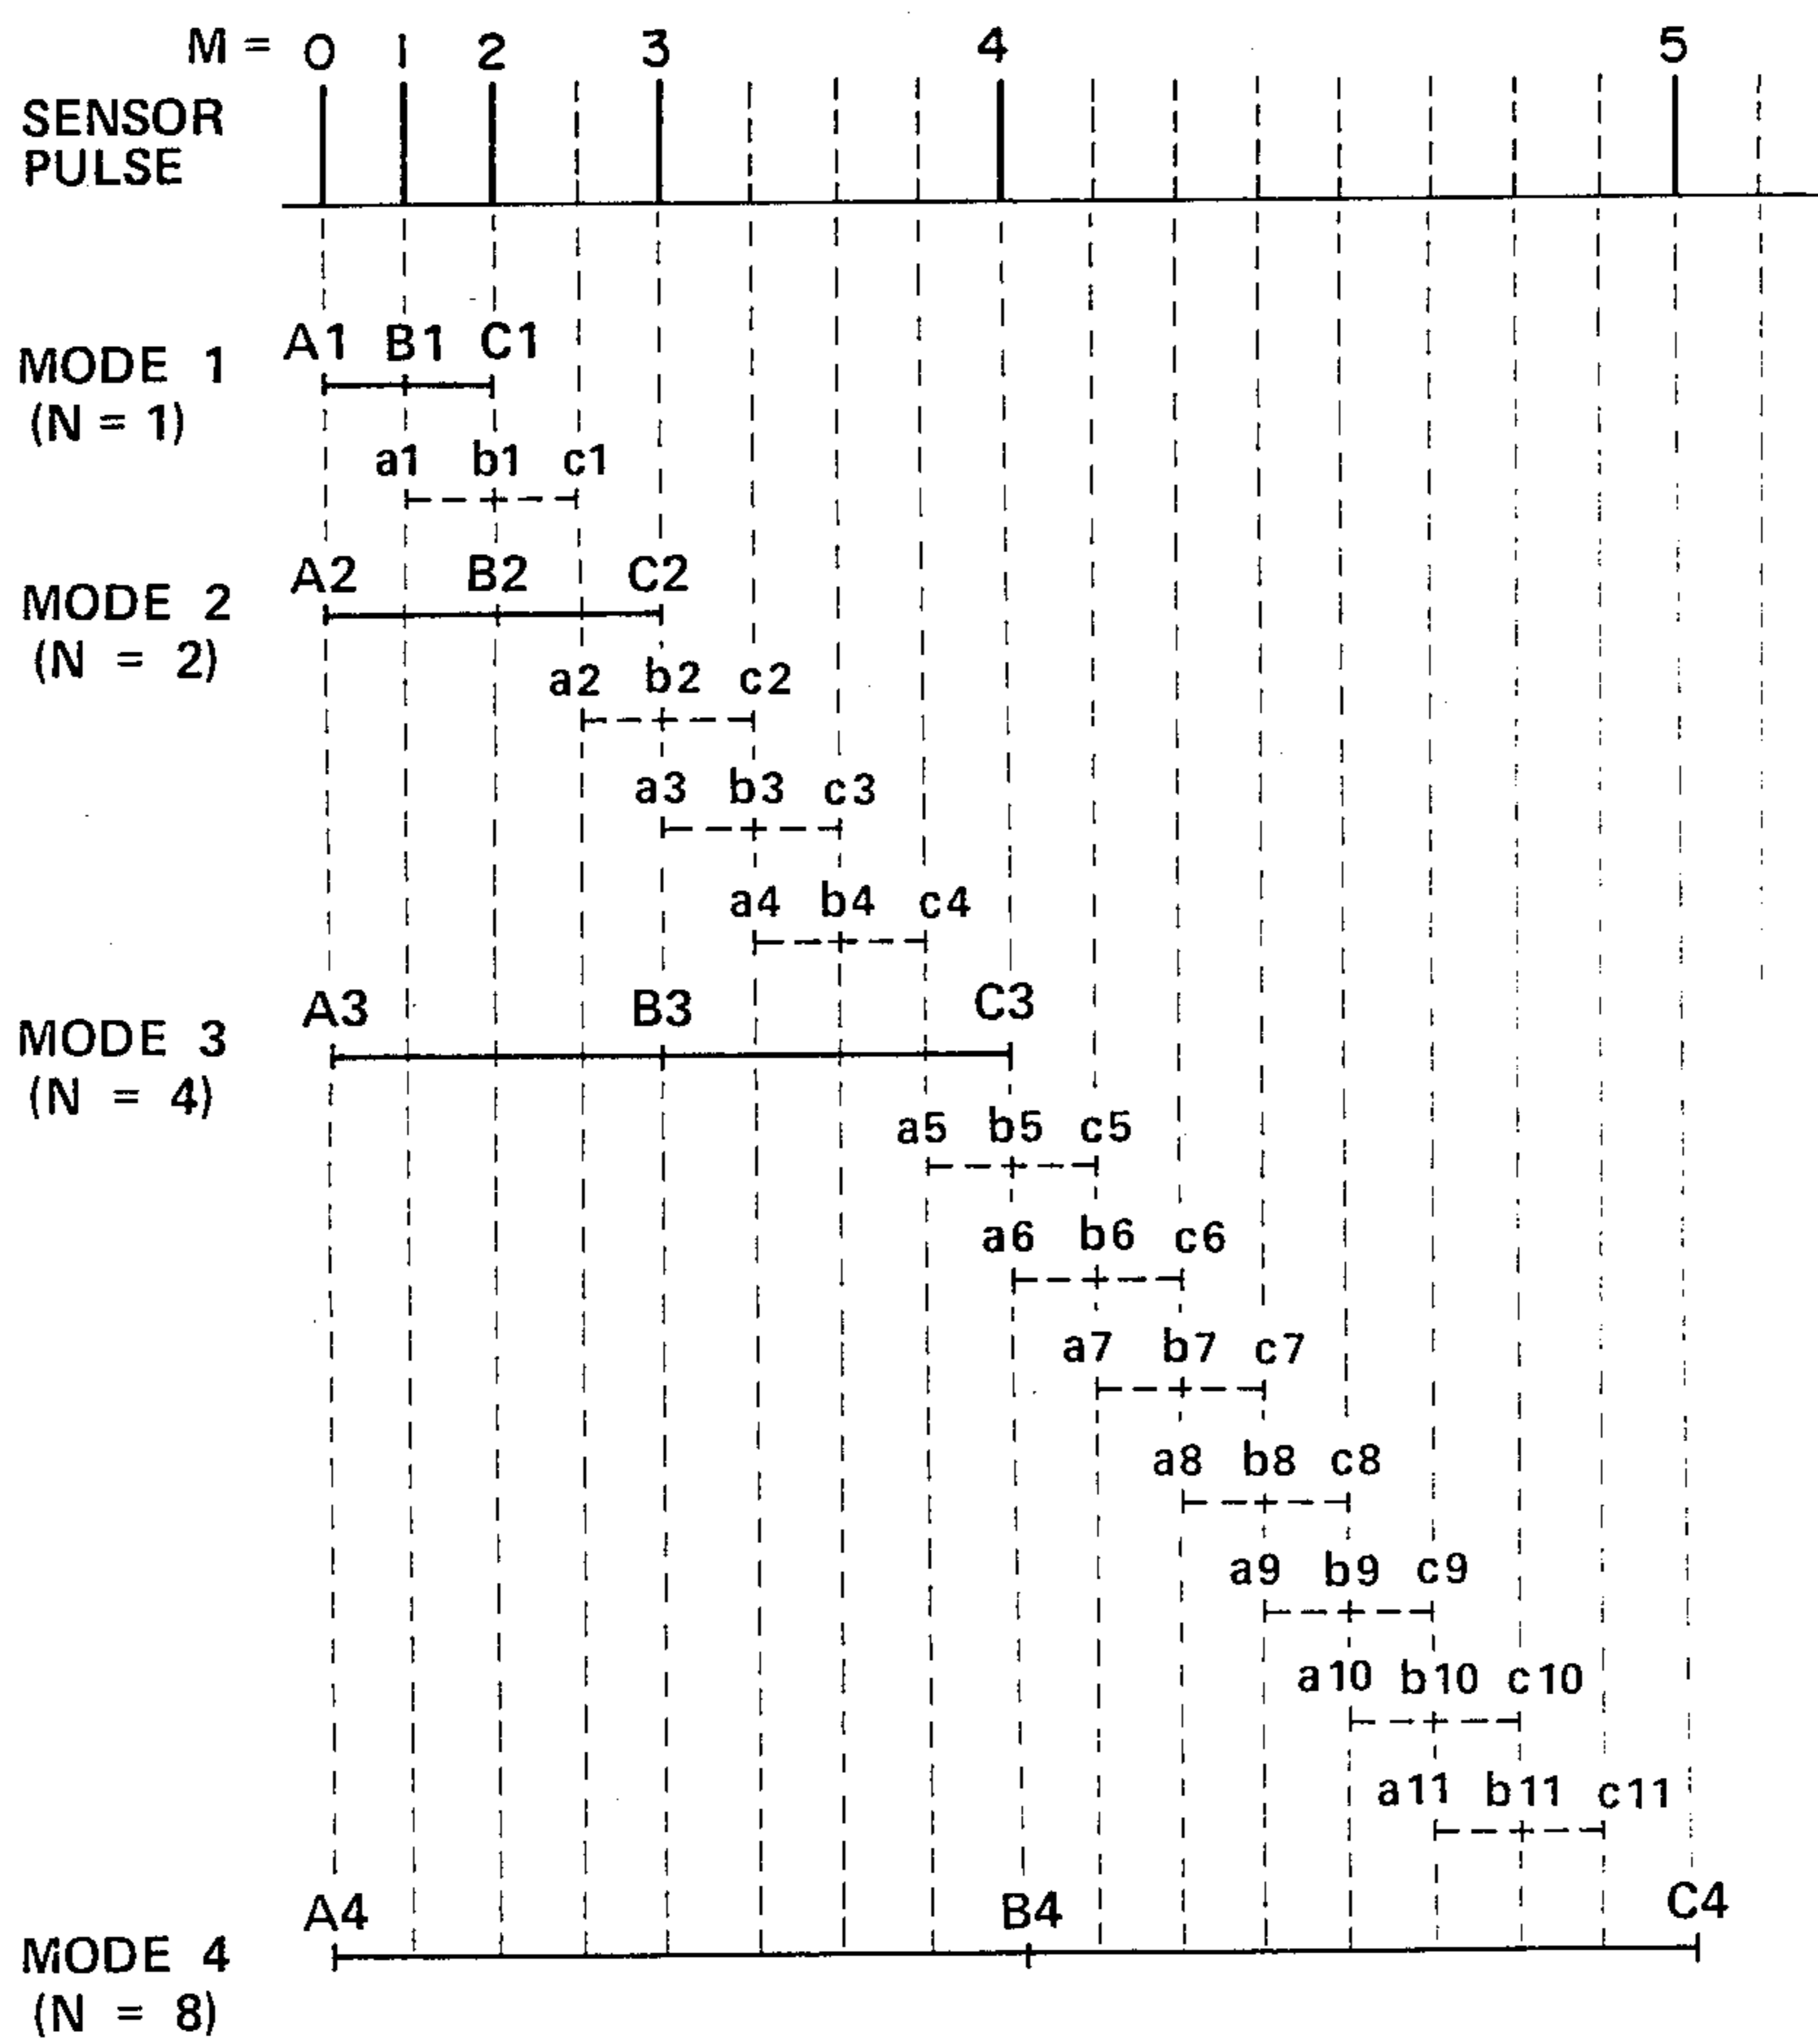 M = 0 1 2 3 4 5
SENSOR
PULSE
A1 B1 C1
MODE 1
(N = 1)
a1 b1 c1
A2 B2 C2
MODE 2
(N = 2)
a2 b2 c2
a3 b3 c3
a4 b4 c4
A3 B3 C3
MODE 3
(N = 4)
a5 b5 c5
a6 b6 c6
a7 b7 c7
a8 b8 c8
a9 b9 c9
a10 b10 c10
a11 b11 c11
A4 B4 C4
MODE 4
(N = 8)